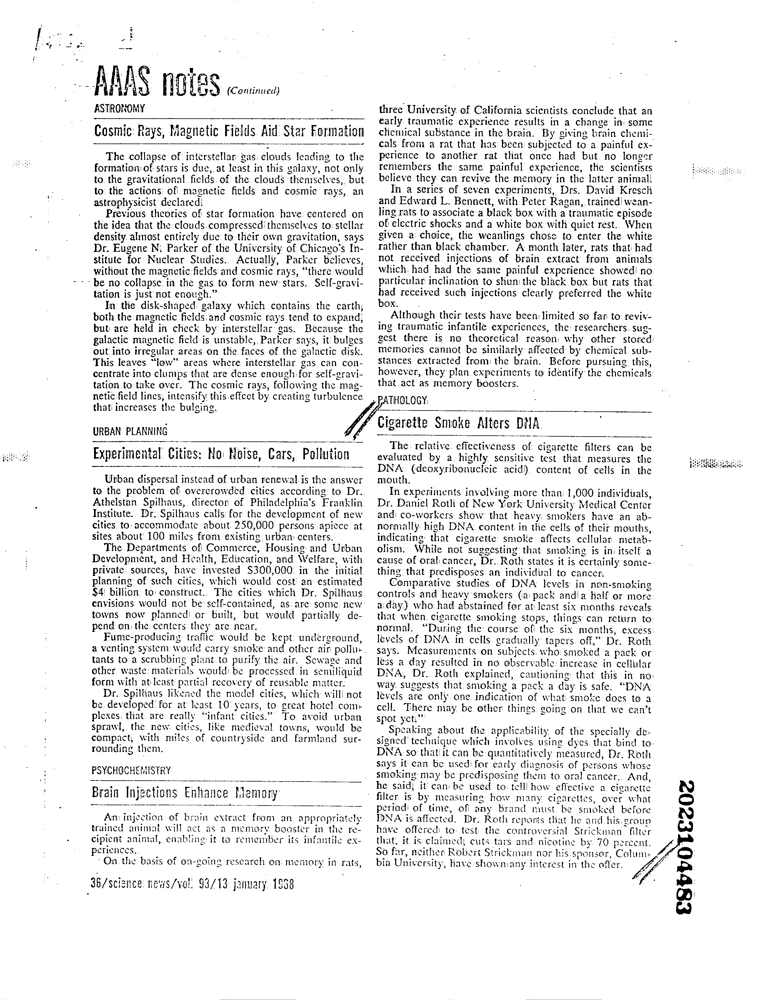 AAAS notes (Continued)
ASTRONOMY
Cosmic Rays, Magnetic Fields Aid Star Formation
The collapse of interstellar gas clouds leading to the
formation of stars is due, at least in this galaxy, not only
to the gravitational fields of the clouds themselves, but
to the actions of magnetic fields and cosmic rays, an
astrophysicist declared.
Previous theories of star formation have centered on
the idea that the clouds compressed themselves to stellar
density almost entirely due to their own gravitation, says
Dr. Eugene N. Parker of the University of Chicago's In-
stitute for Nuclear Studies. Actually, Parker believes,
without the magnetic fields and cosmic rays, "there would
be no collapse in the gas to form new stars. Self-gravi-
tation is just not enough."
In the disk-shaped galaxy which contains the earth,
both the magnetic fields and cosmic rays tend to expand,
but are held in check by interstellar gas. Because the
galactic magnetic field is unstable, Parker says, it bulges
out into irregular areas on the faces of the galactic disk.
This leaves "low" areas where interstellar gas can con-
centrate into clumps that are dense enough for self-gravi-
tation to take over. The cosmic rays, following the mag-
netic field lines, intensify this effect by creating turbulence
that increases the bulging.
URBAN PLANNING
Experimental Cities: No Noise, Cars, Pollution
Urban dispersal instead of urban renewal is the answer
to the problem of overcrowded cities according to Dr.
Athelstan Spilhaus, director of Philadelphia's Franklin
Institute. Dr. Spilhaus calls for the development of new
cities to accommodate about 250,000 persons apiece at
sites about 100 miles from existing urban centers.
The Departments of Commerce, Housing and Urban
Development, and Health, Education, and Welfare, with
private sources, have invested $300,000 in the initial
planning of such cities, which would cost an estimated
$4 billion to construct. The cities which Dr. Spilhaus
envisions would not be self-contained, as are some new
towns now planned or built, but would partially de-
pend on the centers they are near.
Fume-producing traffic would be kept underground,
a venting system would carry smoke and other air pollu-
tants to a scrubbing plant to purify the air. Sewage and
other waste materials would be processed in semiliquid
form with at least partial recovery of reusable matter.
Dr. Spilhaus likened the model cities, which will not
be developed for at least 10 years, to great hotel com-
plexes that are really "infant cities." To avoid urban
sprawl, the new cities, like medieval towns, would be
compact, with miles of countryside and farmland sur-
rounding them.
PSYCHOCHEMISTRY
Brain Injections Enhance Memory
An injection of brain extract from an appropriately
trained animal will act as a memory booster in the re-
cipient animal, enabling it to remember its infantile ex-
periences.
On the basis of on-going research on memory in rats,
36/science news/vol. 93/13 january 1968
three University of California scientists conclude that an
early traumatic experience results in a change in some
chemical substance in the brain. By giving brain chemi-
cals from a rat that has been subjected to a painful ex-
perience to another rat that once had but no longer
remembers the same painful experience, the scientists
believe they can revive the memory in the latter animal.
In a series of seven experiments, Drs. David Kresch
and Edward L. Bennett, with Peter Ragan, trained wean-
ling rats to associate a black box with a traumatic episode
of electric shocks and a white box with quiet rest. When
given a choice, the weanlings chose to enter the white
rather than black chamber. A month later, rats that had
not received injections of brain extract from animals
which had had the same painful experience showed no
particular inclination to shun the black box but rats that
had received such injections clearly preferred the white
box.
Although their tests have been limited so far to reviv-
ing traumatic infantile experiences, the researchers sug-
gest there is no theoretical reason why other stored
memories cannot be similarly affected by chemical sub-
stances extracted from the brain. Before pursuing this,
however, they plan experiments to identify the chemicals
that act as memory boosters.
PATHOLOGY
Cigarette Smoke Alters DNA
The relative effectiveness of cigarette filters can be
evaluated by a highly sensitive test that measures the
DNA (deoxyribonucleic acid) content of cells in the
mouth.
In experiments involving more than 1,000 individuals,
Dr. Daniel Roth of New York University Medical Center
and co-workers show that heavy smokers have an ab-
normally high DNA content in the cells of their mouths,
indicating that cigarette smoke affects cellular metab-
olism. While not suggesting that smoking is in itself a
cause of oral cancer, Dr. Roth states it is certainly some-
thing that predisposes an individual to cancer.
Comparative studies of DNA levels in non-smoking
controls and heavy smokers (a pack and a half or more
a day) who had abstained for at least six months reveals
that when cigarette smoking stops, things can return to
normal. "During the course of the six months, excess
levels of DNA in cells gradually tapers off," Dr. Roth
says. Measurements on subjects who smoked a pack or
less a day resulted in no observable increase in cellular
DNA, Dr. Roth explained, cautioning that this in no
way suggests that smoking a pack a day is safe. "DNA
levels are only one indication of what smoke does to a
cell. There may be other things going on that we can't
spot yet."
Speaking about the applicability of the specially de-
signed technique which involves using dyes that bind to
DNA so that it can be quantitatively measured, Dr. Roth
says it can be used for early diagnosis of persons whose
smoking may be predisposing them to oral cancer. And,
he said, it can be used to tell how effective a cigarette
filter is by measuring how many cigarettes, over what
period of time, of any brand must be smoked before
DNA is affected. Dr. Roth reports that he and his group
have offered to test the controversial Strickman filter
that, it is claimed, cuts tars and nicotine by 70 percent.
So far, neither Robert Strickman nor his sponsor, Colum-
bia University, have shown any interest in the offer.
2023104483